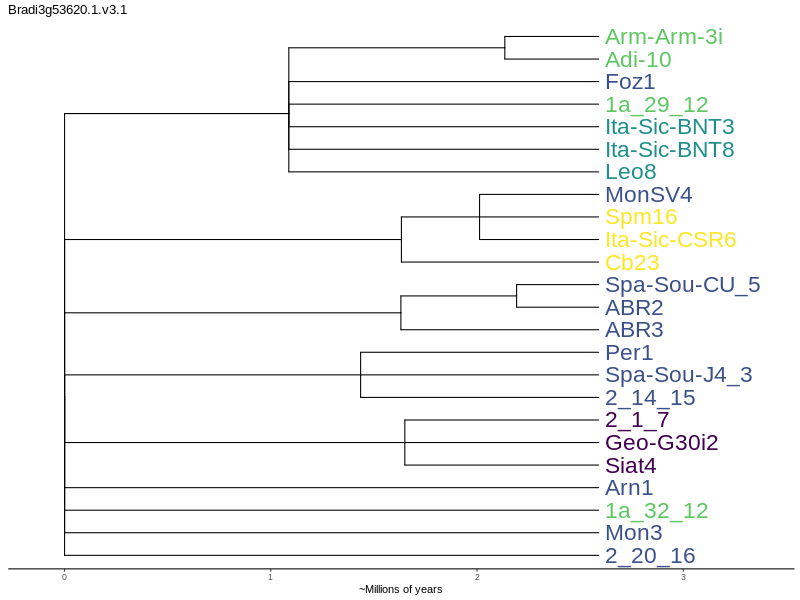 Bradi3g53620.1.v3.1
Arm-Arm-3i
Adi-10
Foz1
1a_29_12
Ita-Sic-BNT3
Ita-Sic-BNT8
Leo8
MonSV4
Spm16
Ita-Sic-CSR6
Cb23
Spa-Sou-CU_5
ABR2
ABR3
Per1
Spa-Sou-J4_3
2_14_15
2_1_7
Geo-G30i2
Siat4
Arn1
1a_32_12
Mon3
2_20_16
0 1 2 3
~Millions of years